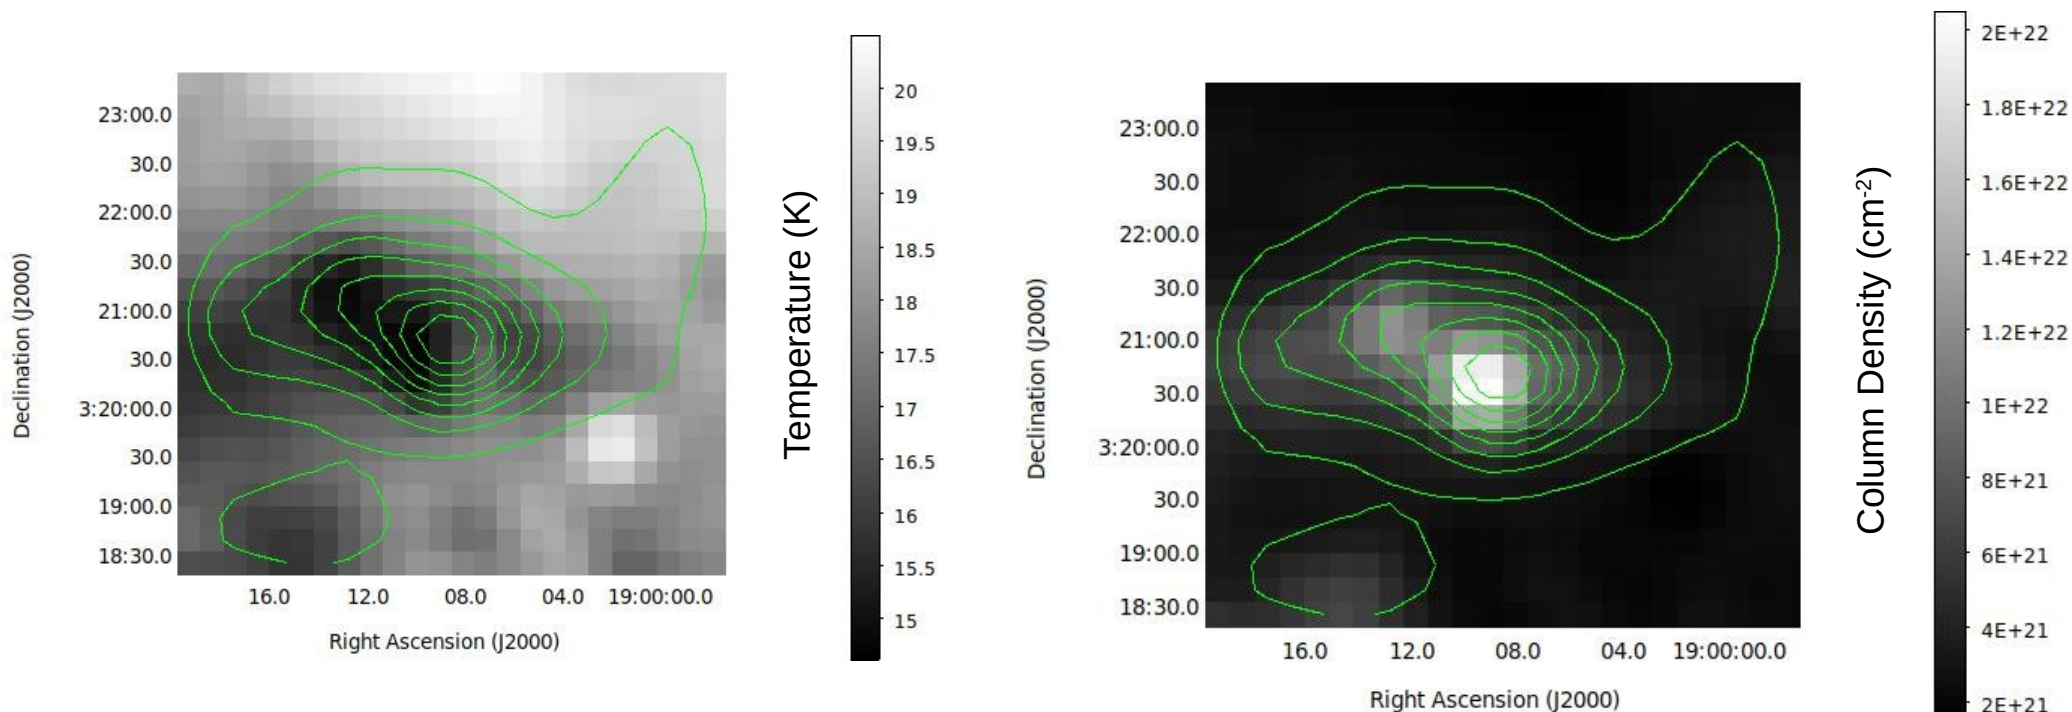 23:00.0
30.0
22:00.0
30.0
21:00.0
30.0
3:20:00.0
30.0
19:00.0
18:30.0
Declination (J2000)
16.0 12.0 08.0 04.0 19:00:00.0
Right Ascension (J2000)
20
19.5
19
18.5
18
17.5
17
16.5
16
15.5
15
Temperature (K)
23:00.0
30.0
22:00.0
30.0
21:00.0
30.0
3:20:00.0
30.0
19:00.0
18:30.0
Declination (J2000)
16.0 12.0 08.0 04.0 19:00:00.0
Right Ascension (J2000)
2E+22
1.8E+22
1.6E+22
1.4E+22
1.2E+22
1E+22
8E+21
6E+21
4E+21
2E+21
Column Density (cm⁻²)